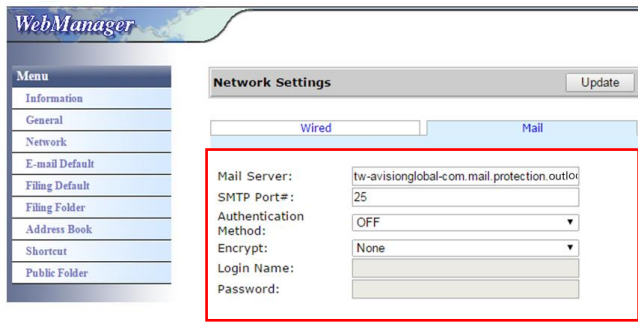 WebManager
Menu
Information
General
Network
E-mail Default
Filing Default
Filing Folder
Address Book
Shortcut
Public Folder
Network Settings
Update
Wired
Mail
Mail Server: tw-avisionglobal-com.mail.protection.outloo
SMTP Port#: 25
Authentication
Method: OFF
Encrypt: None
Login Name:
Password: